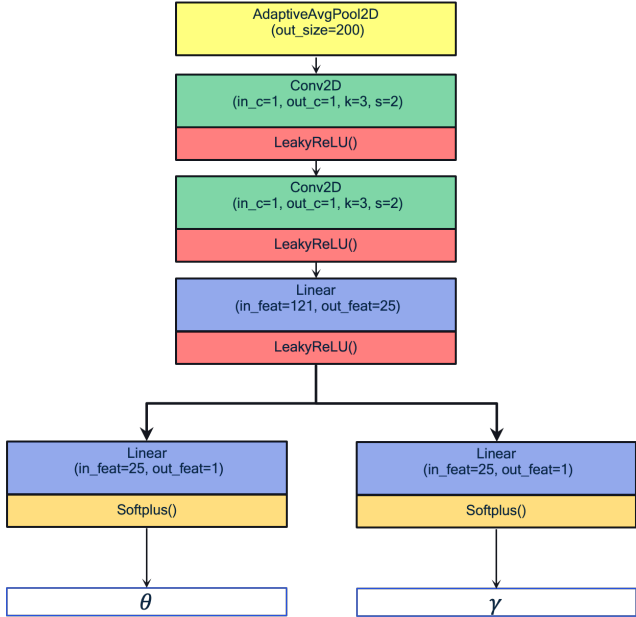 AdaptiveAvgPool2D
(out_size=200)
Conv2D
(in_c=1, out_c=1, k=3, s=2)
LeakyReLU()
Conv2D
(in_c=1, out_c=1, k=3, s=2)
LeakyReLU()
Linear
(in_feat=121, out_feat=25)
LeakyReLU()
Linear
(in_feat=25, out_feat=1)
Softplus()
Linear
(in_feat=25, out_feat=1)
Softplus()
θ
γ